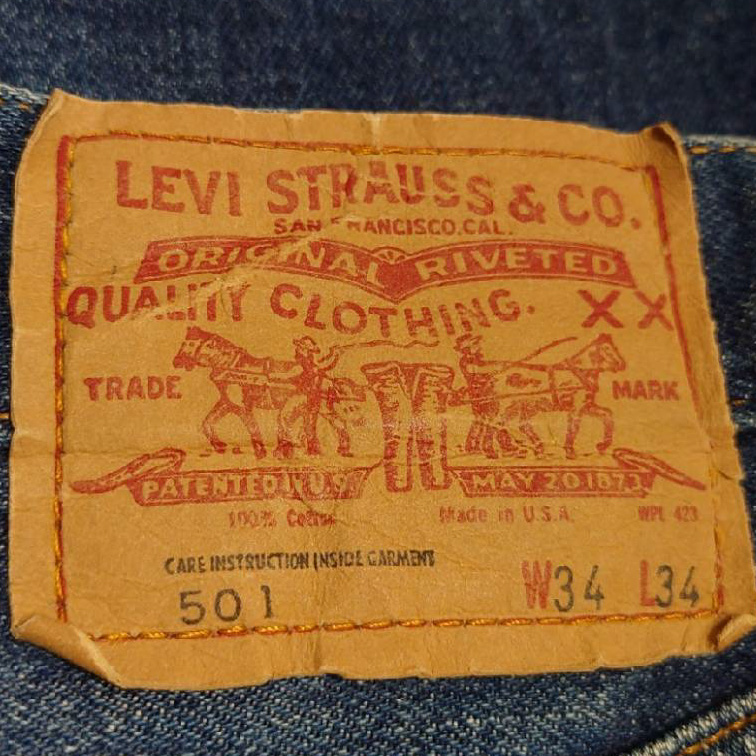 LEVI STRAUSS & CO.
SAN FRANCISCO, CAL.
ORIGINAL RIVETED
QUALITY CLOTHING. XX
TRADE MARK
PATENTED IN U.S. MAY 20.1873
100% Cotton Made in U.S.A. WPL 423
CARE INSTRUCTION INSIDE GARMENT
501 W34 L34